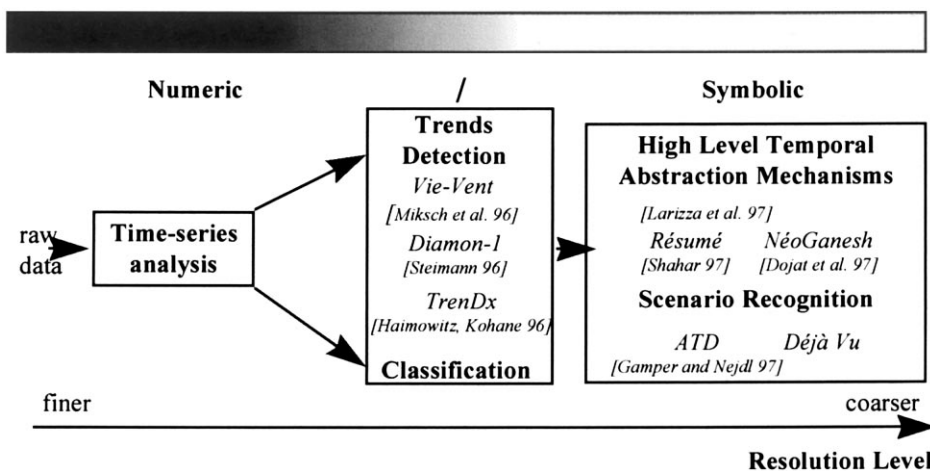 Numeric / Symbolic
raw
data
Time-series
analysis
Trends
Detection
Vie-Vent
[Miksch et al. 96]
Diamon-1
[Steimann 96]
TrenDx
[Haimowitz, Kohane 96]
Classification
High Level Temporal
Abstraction Mechanisms
[Larizza et al. 97]
Résumé NéoGanesh
[Shahar 97] [Dojat et al. 97]
Scenario Recognition
ATD Déjà Vu
[Gamper and Nejdl 97]
finer coarser
Resolution Level